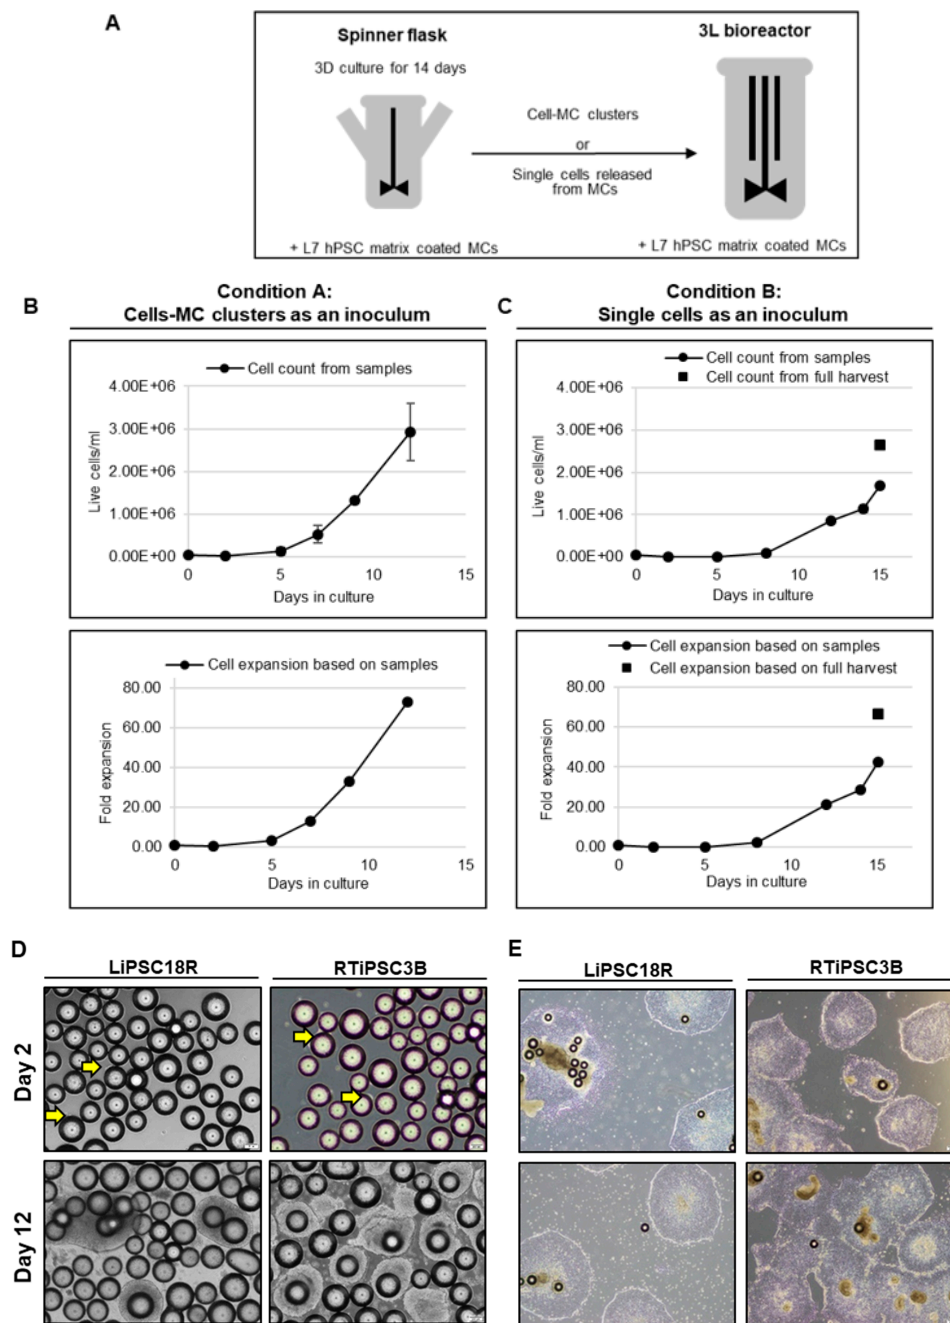 A
Spinner flask
3D culture for 14 days
3L bioreactor
Cell-MC clusters
or
Single cells released
from MCs
+ L7 hPSC matrix coated MCs
+ L7 hPSC matrix coated MCs
B
Condition A:
Cells-MC clusters as an inoculum
Cell count from samples
4.00E+06
3.00E+06
2.00E+06
1.00E+06
0.00E+00
Live cells/ml
0 5 10 15
Days in culture
Cell expansion based on samples
80.00
60.00
40.00
20.00
0.00
Fold expansion
0 5 10 15
Days in culture
C
Condition B:
Single cells as an inoculum
Cell count from samples
Cell count from full harvest
4.00E+06
3.00E+06
2.00E+06
1.00E+06
0.00E+00
Live cells/ml
0 5 10 15
Days in culture
Cell expansion based on samples
Cell expansion based on full harvest
80.00
60.00
40.00
20.00
0.00
Fold expansion
0 5 10 15
Days in culture
D
LiPSC18R RTiPSC3B
Day 2
Day 12
E
LiPSC18R RTiPSC3B